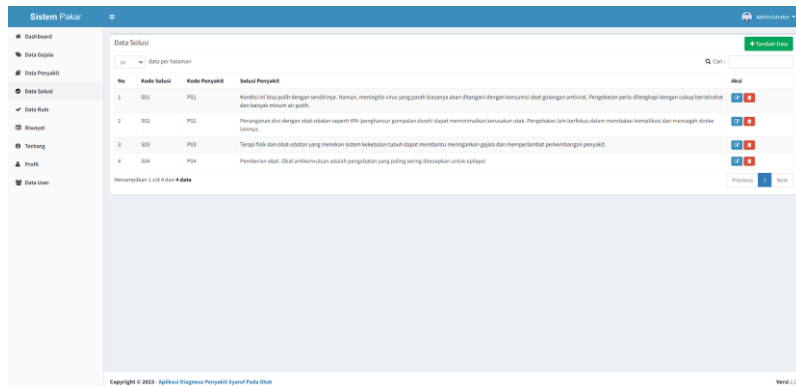 Sistem Pakar
Administrator
Dashboard
Data Gejala
Data Penyakit
Data Solusi
Data Rule
Riwayat
Tentang
Profil
Data User
Data Solusi
Tambah Data
10 data per halaman
Cari :
No Kode Solusi Kode Penyakit Solusi Penyakit Aksi
1 S01 P01 Kondisi ini bisa pulih dengan sendirinya. Namun, meningitis virus yang parah biasanya akan ditangani dengan konsumsi obat golongan antiviral. Pengobatan perlu dilengkapi dengan cukup beristirahat
dan banyak minum air putih.
2 S02 P02 Penanganan dini dengan obat-obatan seperti tPA (penghancur gumpalan darah) dapat meminimalkan kerusakan otak. Pengobatan lain berfokus dalam membatasi komplikasi dan mencegah stroke
lainnya.
3 S03 P03 Terapi fisik dan obat-obatan yang menekan sistem kekebalan tubuh dapat membantu meringankan gejala dan memperlambat perkembangan penyakit.
4 S04 P04 Pemberian obat. Obat antikonvulsan adalah pengobatan yang paling sering diresepkan untuk epilepsi
Menampilkan 1 s/d 4 dari 4 data
Previous 1 Next
Copyright © 2023 - Aplikasi Diagnosa Penyakit Syaraf Pada Otak
Versi